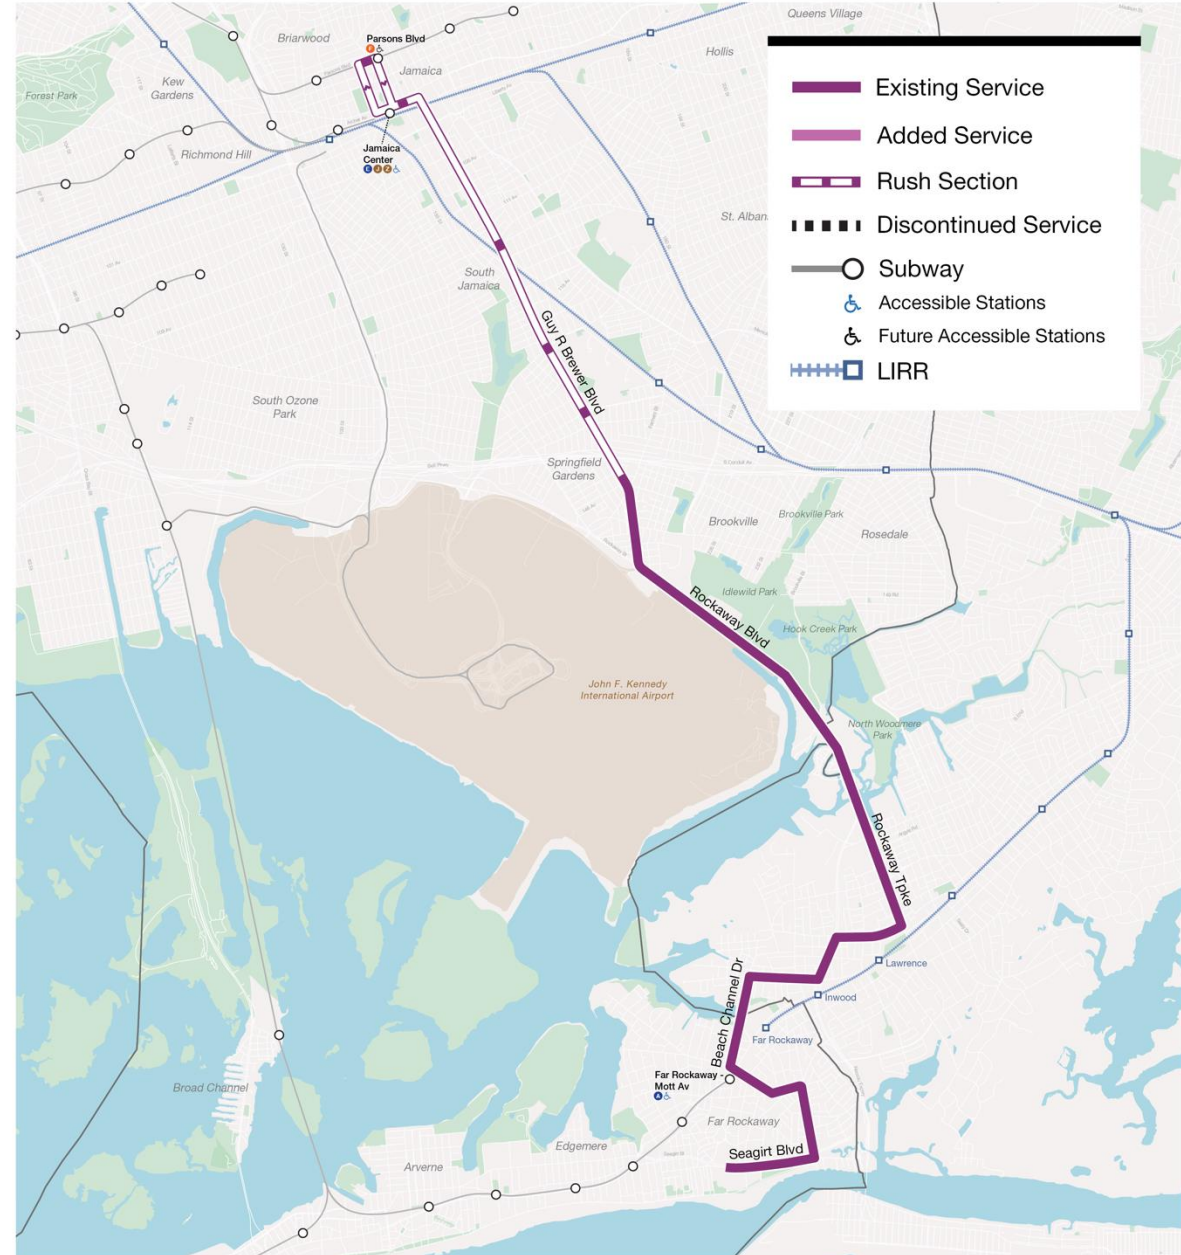 Queens Village
Briarwood
Parsons Blvd
F
Hollis
Jamaica
Kew
Gardens
Forest Park
Existing Service
Added Service
Rush Section
Discontinued Service
Subway
Accessible Stations
Future Accessible Stations
LIRR
Richmond Hill
Jamaica
Center
E J Z
St. Alban
South
Jamaica
Guy R Brewer Blvd
South Ozone
Park
Springfield
Gardens
Brookville
Brookville Park
Rosedale
Idlewild Park
Rockaway Blvd
Hook Creek Park
John F. Kennedy
International Airport
North Woodmere
Park
Rockaway Tpke
Lawrence
Inwood
Beach Channel Dr
Far Rockaway
Far Rockaway -
Mott Av
A
Broad Channel
Far Rockaway
Edgemere
Seagirt Blvd
Arverne